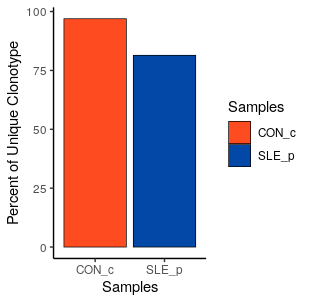 Percent of Unique Clonotype
100
75
50
25
0
CON_c SLE_p
Samples
Samples
CON_c
SLE_p